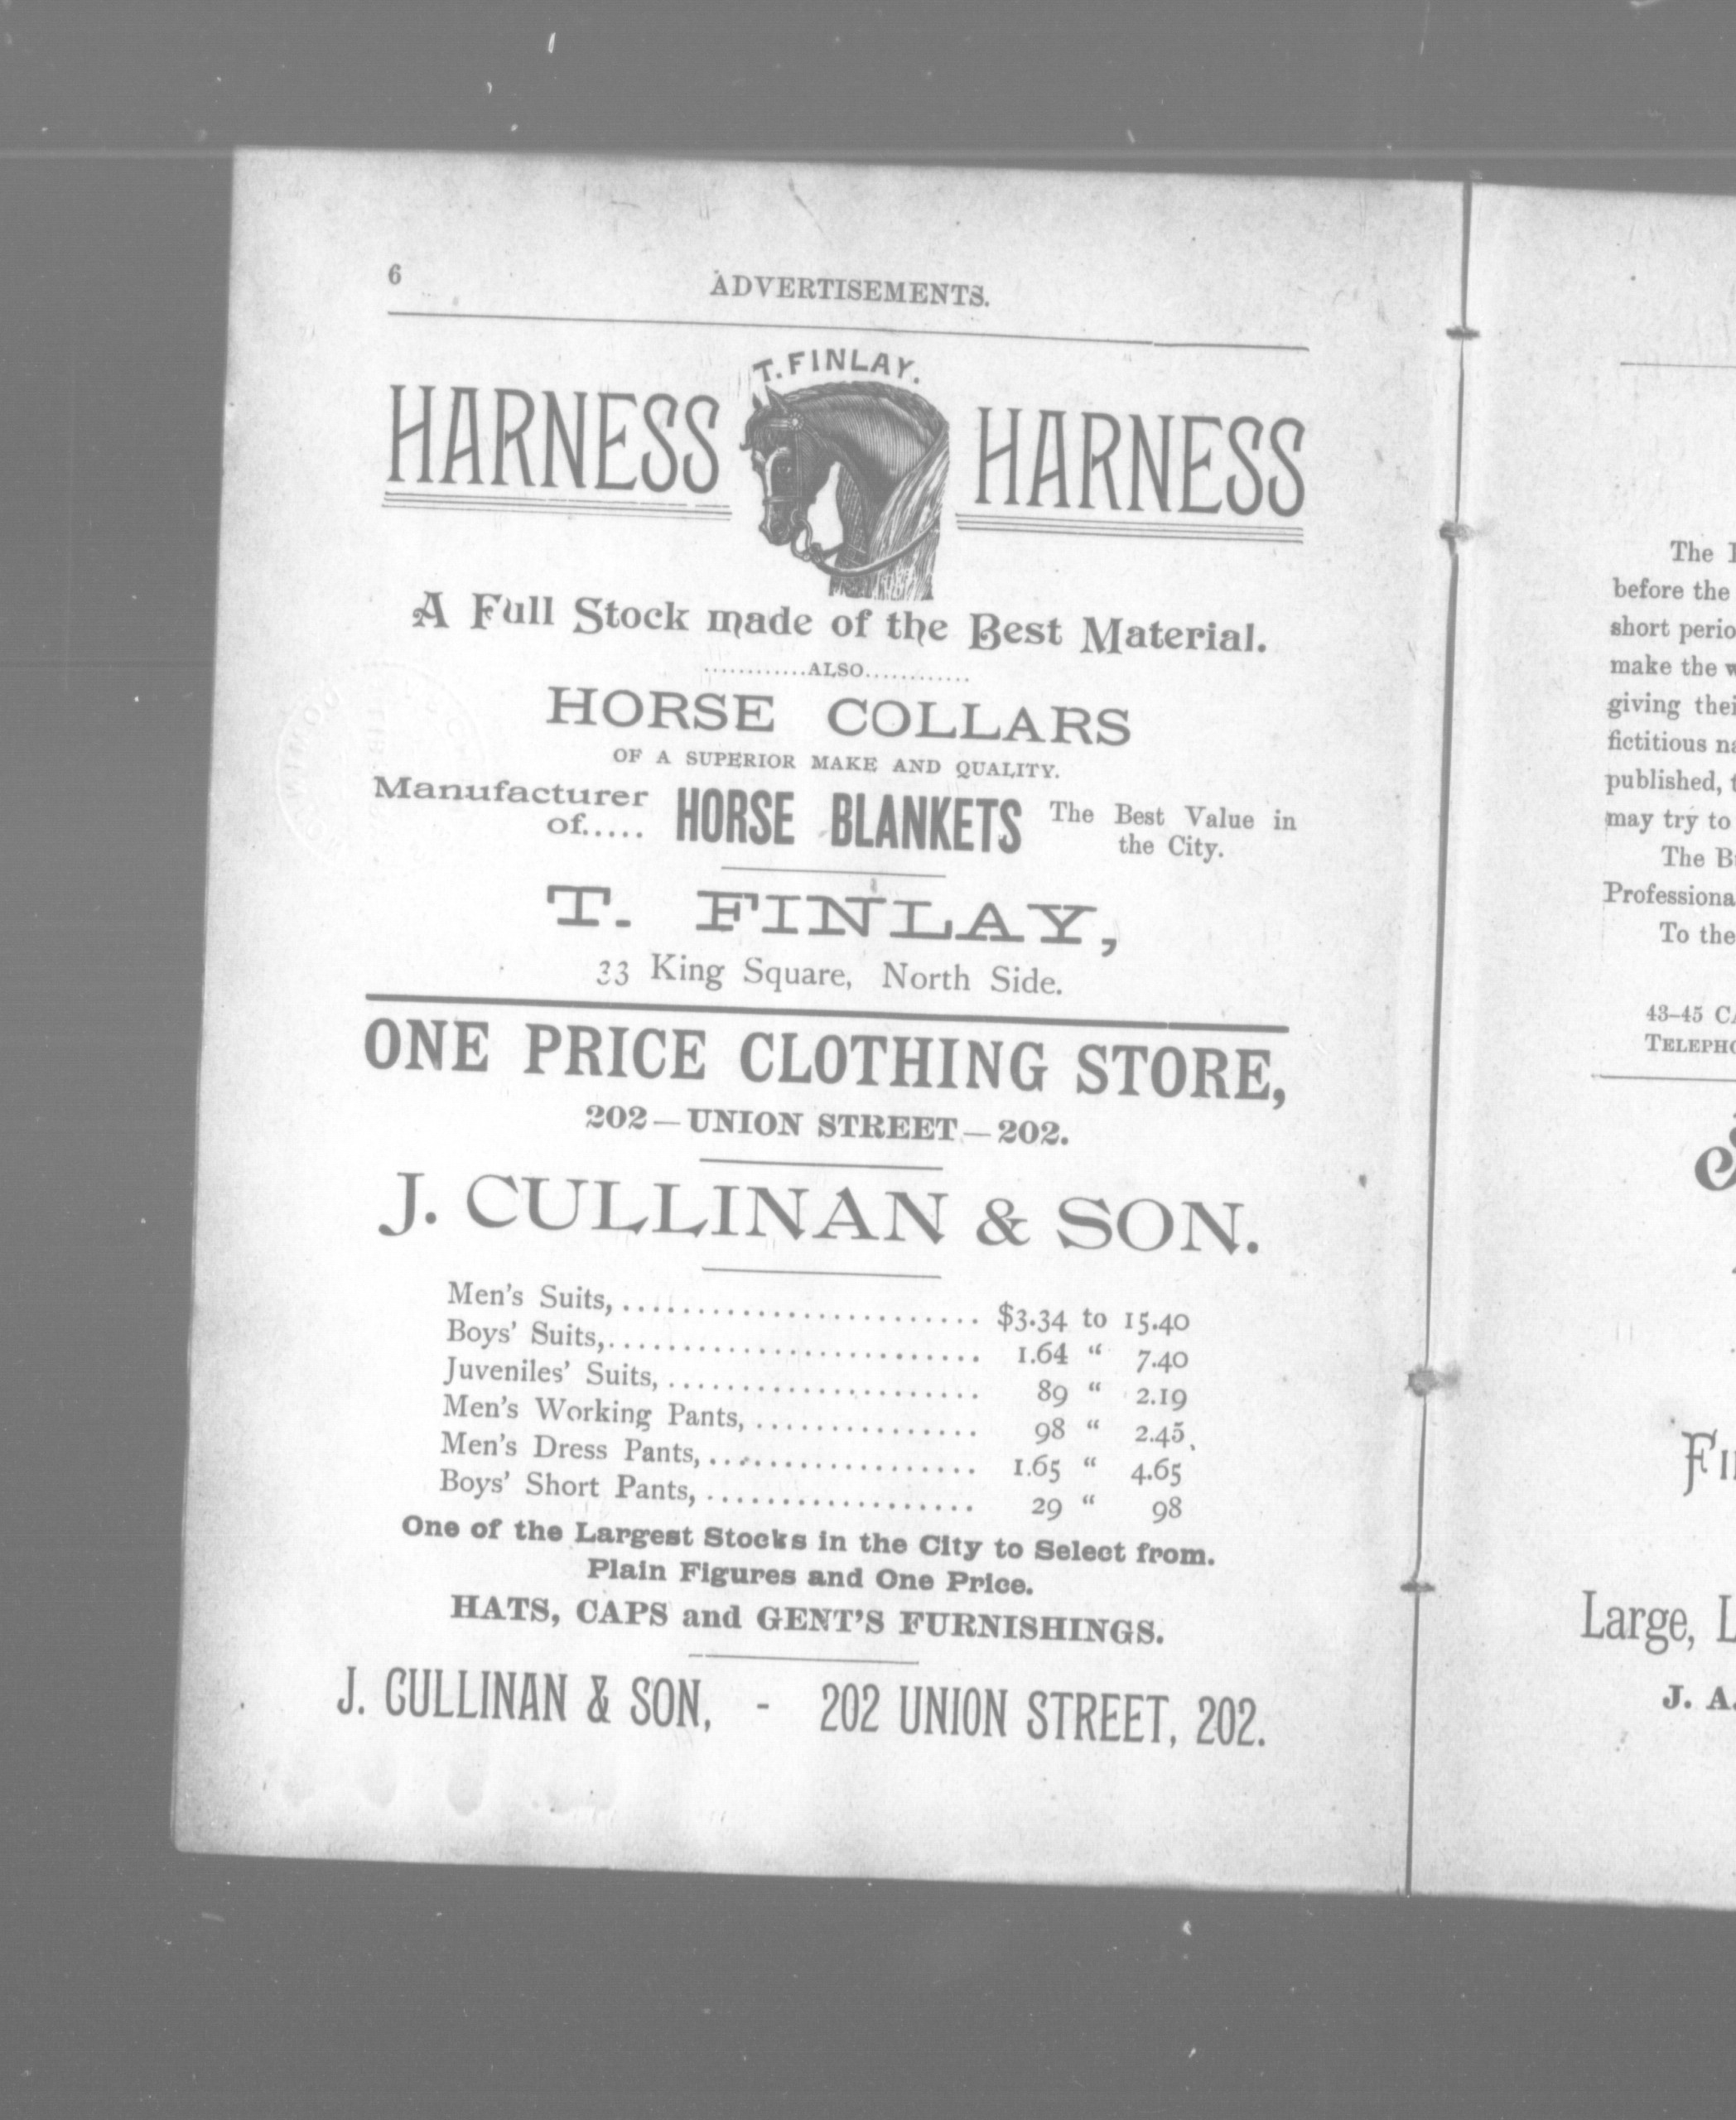 6
ADVERTISEMENTS.
T. FINLAY.
HARNESS HARNESS
A Full Stock made of the Best Material.
............ALSO............
HORSE COLLARS
OF A SUPERIOR MAKE AND QUALITY.
Manufacturer of..... HORSE BLANKETS The Best Value in the City.
T. FINLAY,
33 King Square, North Side.
ONE PRICE CLOTHING STORE,
202—UNION STREET—202.
J. CULLINAN & SON.
Men's Suits, ........................ $3.34 to 15.40
Boys' Suits, ......................... 1.64 “ 7.40
Juveniles' Suits, ..................... 89 “ 2.19
Men's Working Pants, ............... 98 “ 2.45
Men's Dress Pants, .................. 1.65 “ 4.65
Boys' Short Pants, .................. 29 “ 98
One of the Largest Stocks in the City to Select from.
Plain Figures and One Price.
HATS, CAPS and GENT'S FURNISHINGS.
J. CULLINAN & SON, - 202 UNION STREET, 202.
The
before the
short
make the
giving
fictitious
published,
may try to
The
To the
43–45
Large,
J. A.